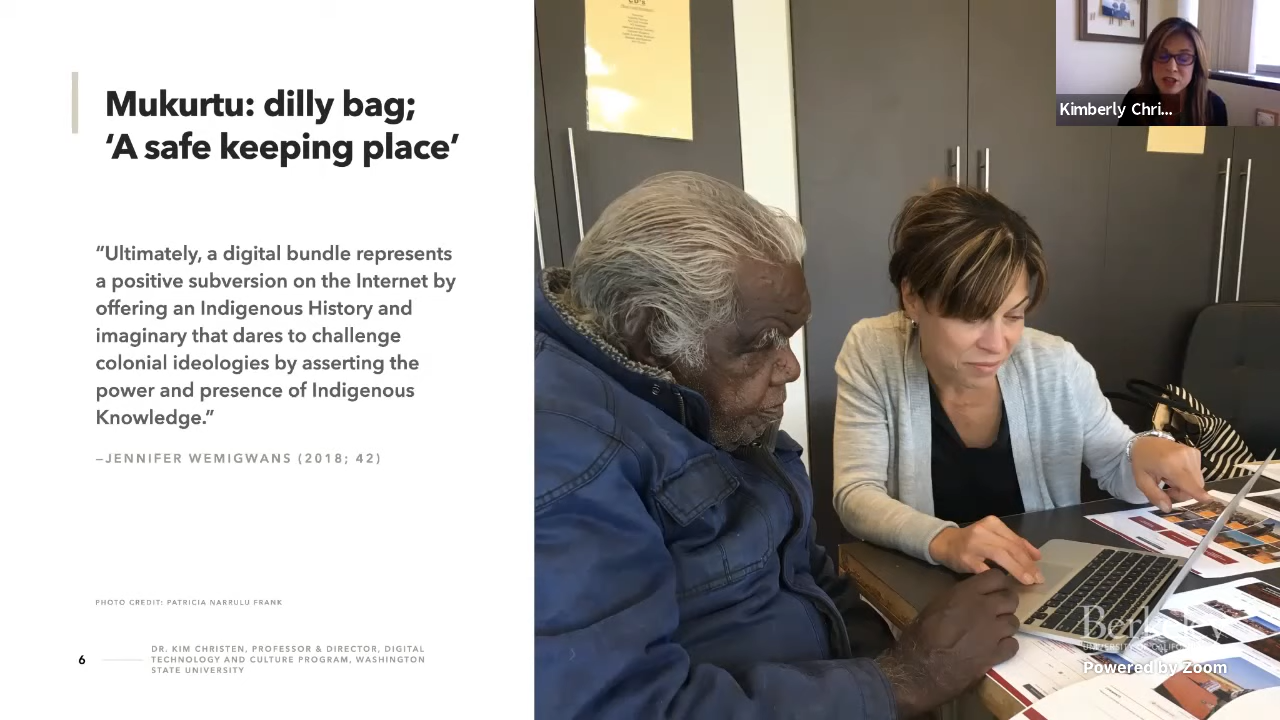 Mukurtu: dilly bag;
‘A safe keeping place’
“Ultimately, a digital bundle represents
a positive subversion on the Internet by
offering an Indigenous History and
imaginary that dares to challenge
colonial ideologies by asserting the
power and presence of Indigenous
Knowledge.”
–JENNIFER WEMIGWANS (2018; 42)
PHOTO CREDIT: PATRICIA NARRULU FRANK
6
DR. KIM CHRISTEN, PROFESSOR & DIRECTOR, DIGITAL
TECHNOLOGY AND CULTURE PROGRAM, WASHINGTON
STATE UNIVERSITY
Kimberly Chri...
Berkeley
Powered by Zoom